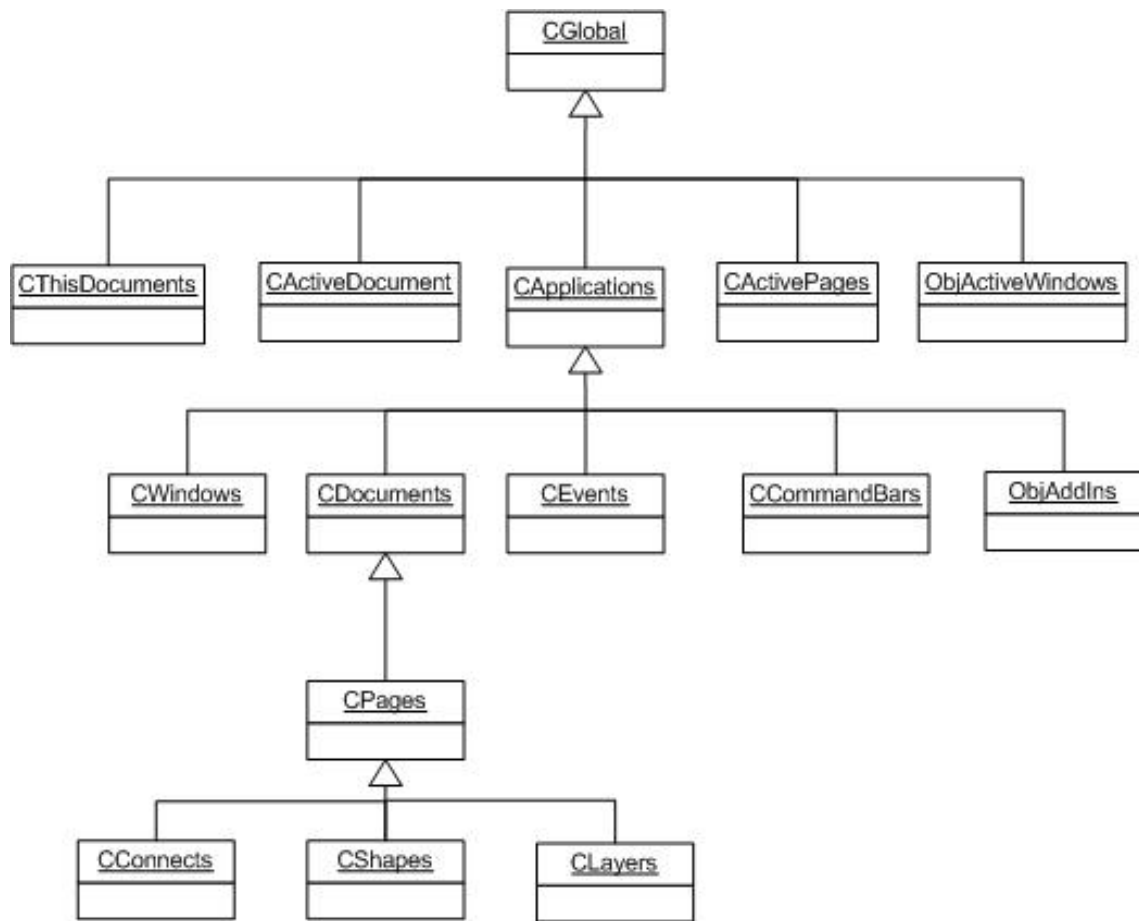 CGlobal
CThisDocuments
CActiveDocument
CApplications
CActivePages
ObjActiveWindows
CWindows
CDocuments
CEvents
CCommandBars
ObjAddIns
CPages
CConnects
CShapes
CLayers